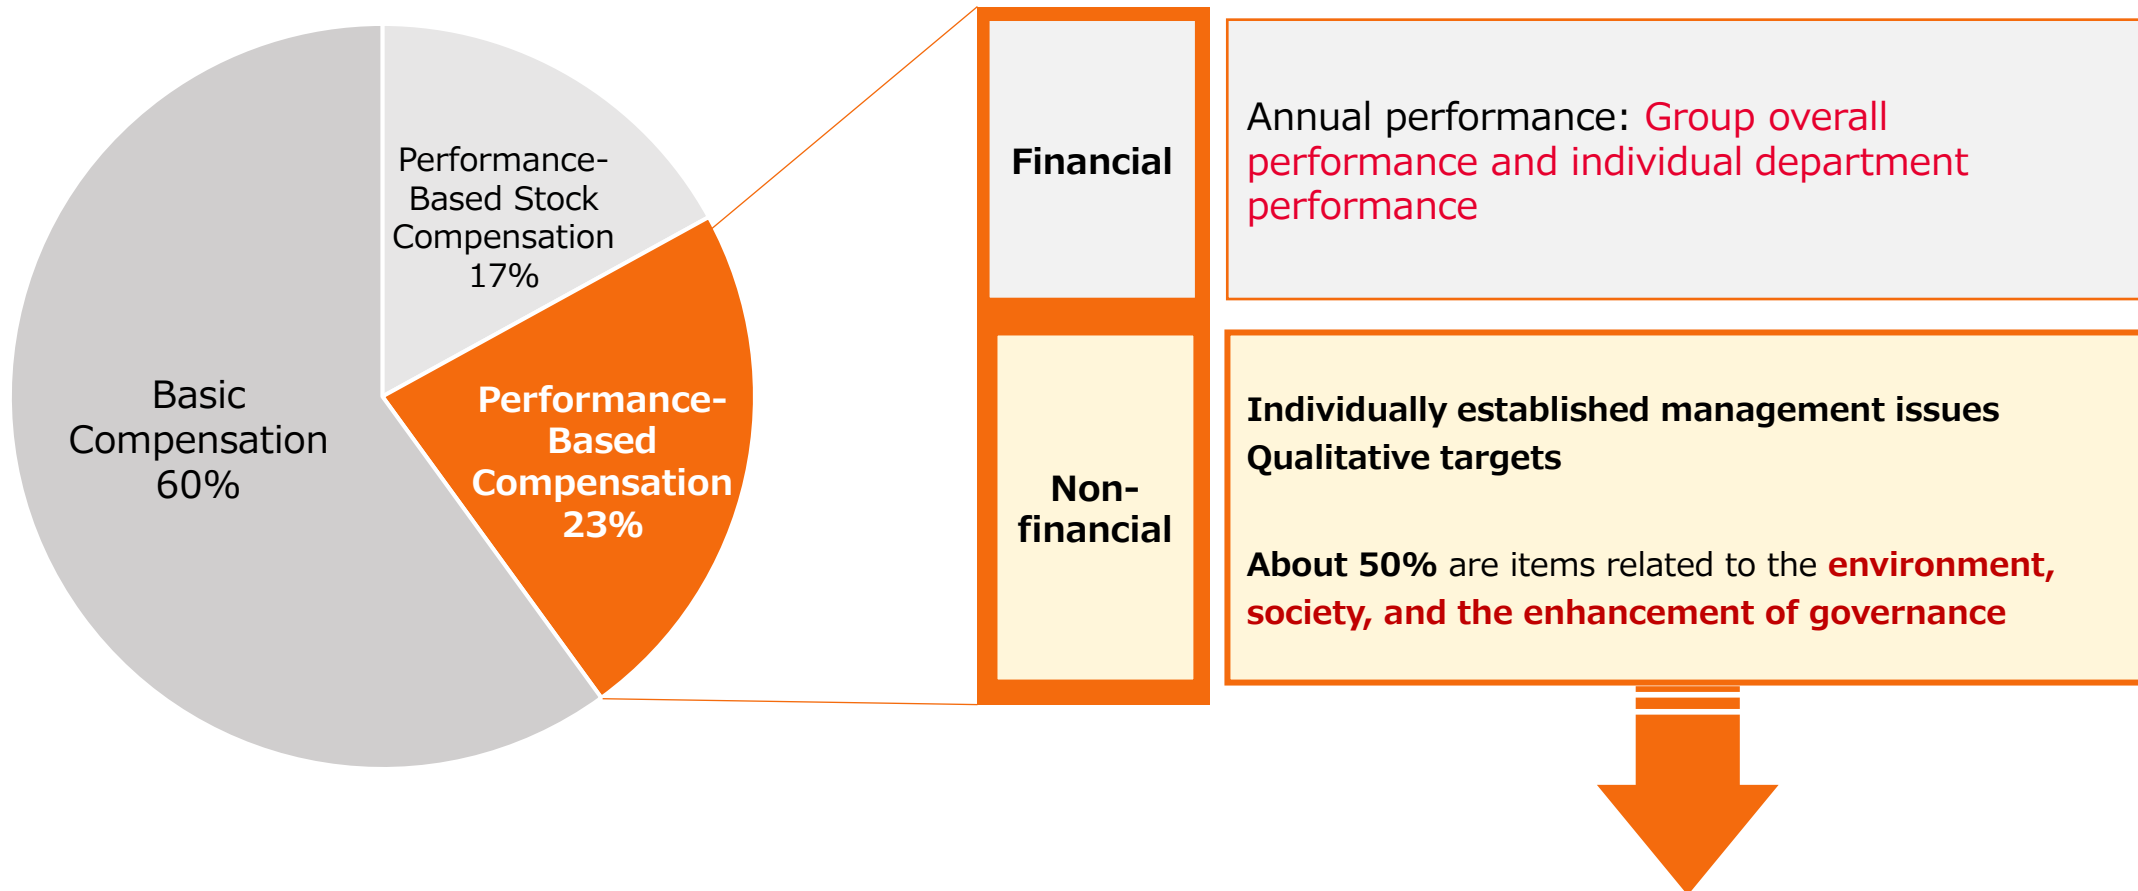 Performance-
Based Stock
Compensation
17%
Basic
Compensation
60%
Performance-
Based
Compensation
23%
Financial
Annual performance: Group overall
performance and individual department
performance
Non-
financial
Individually established management issues
Qualitative targets
About 50% are items related to the environment,
society, and the enhancement of governance